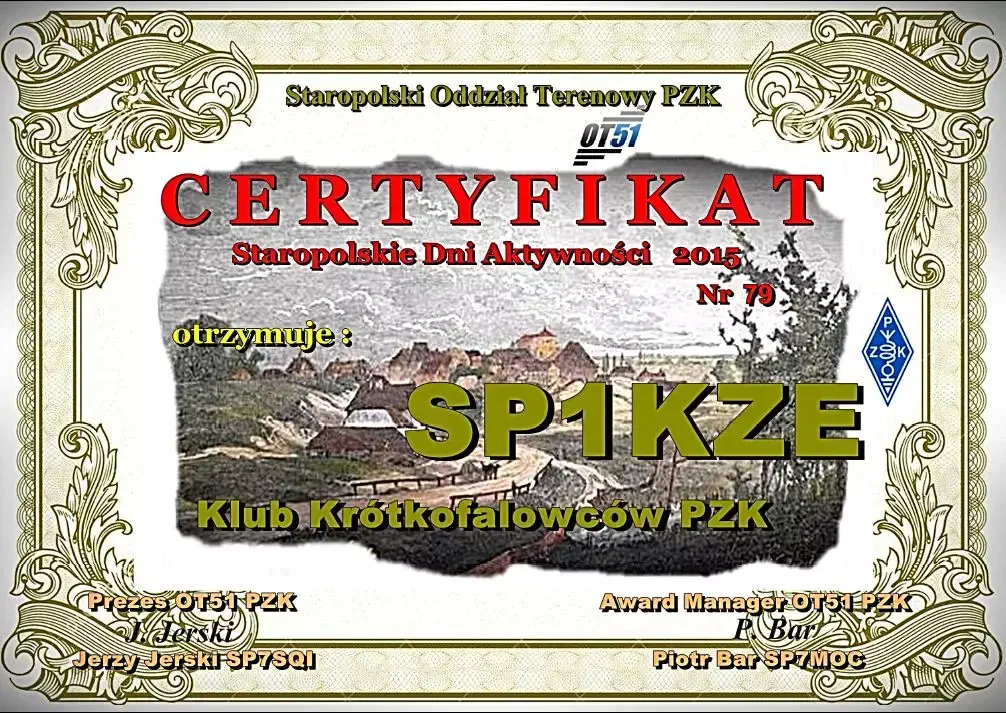 Staropolski Oddział Terenowy PZK
OT51
CERTYFIKAT
Staropolskie Dni Aktywności 2015
Nr 79
otrzymuje :
P
Z K
SP1KZE
Klub Krótkofalowców PZK
Prezes OT51 PZK
J. Jerski
Jerzy Jerski SP7SQI
Award Manager OT51 PZK
P. Bar
Piotr Bar SP7MOC